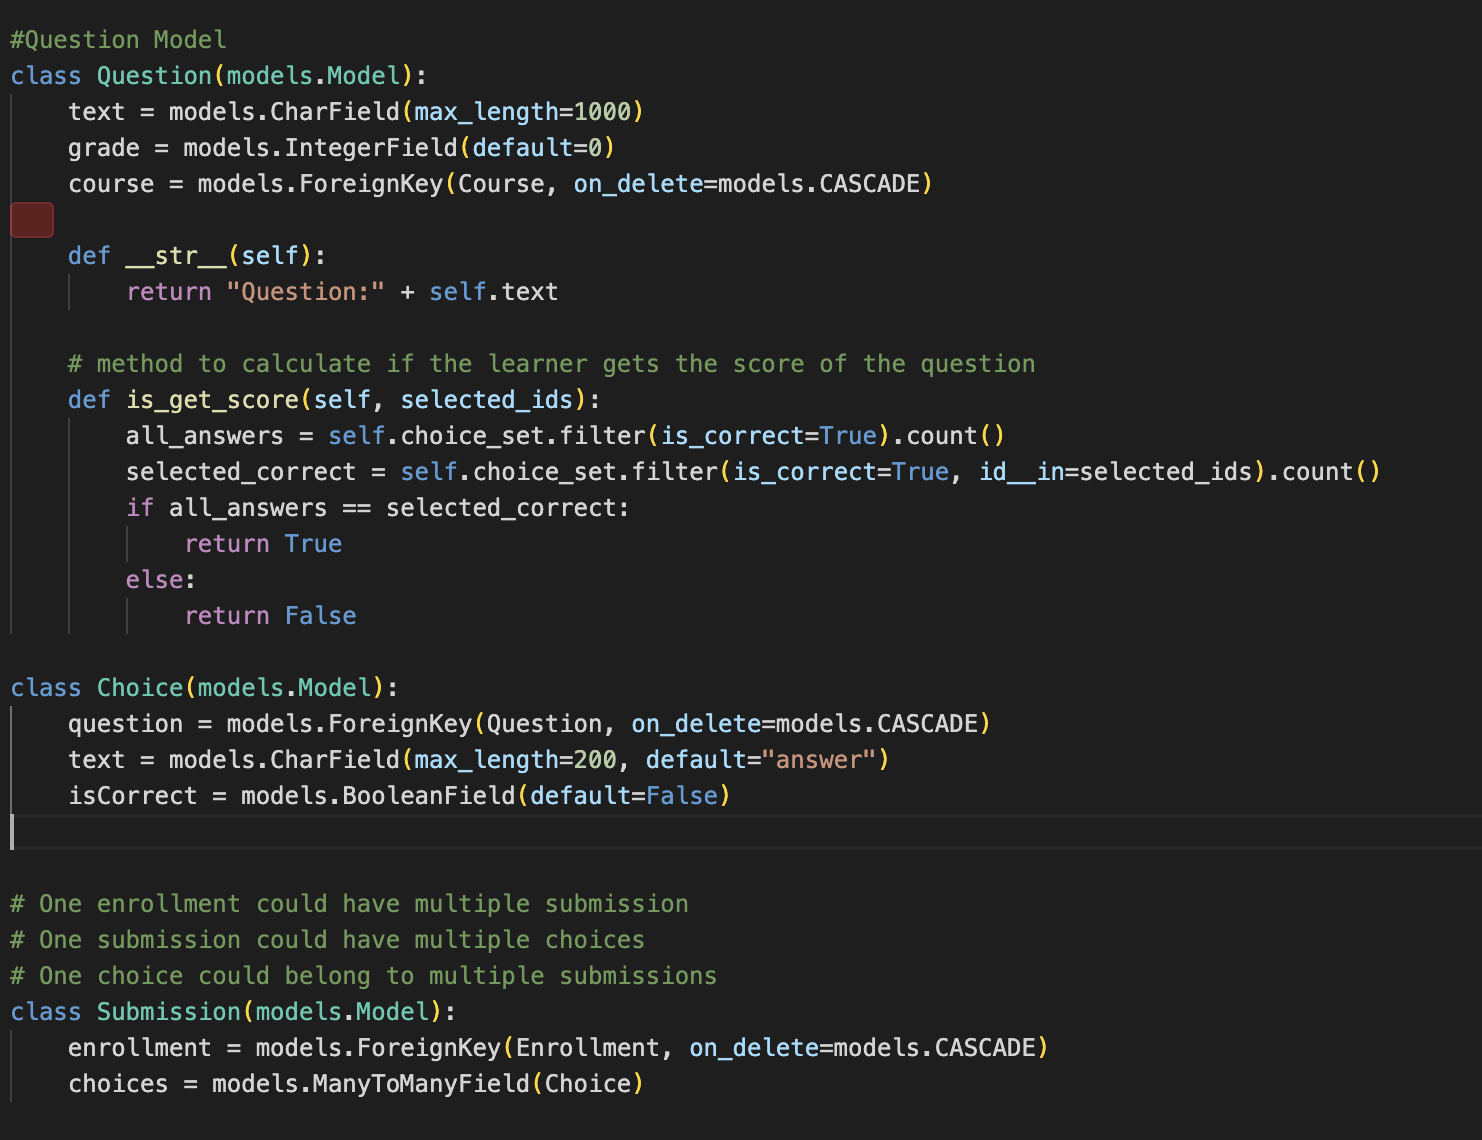 #Question Model
class Question(models.Model):
    text = models.CharField(max_length=1000)
    grade = models.IntegerField(default=0)
    course = models.ForeignKey(Course, on_delete=models.CASCADE)
    def __str__(self):
        return "Question:" + self.text
    # method to calculate if the learner gets the score of the question
    def is_get_score(self, selected_ids):
        all_answers = self.choice_set.filter(is_correct=True).count()
        selected_correct = self.choice_set.filter(is_correct=True, id__in=selected_ids).count()
        if all_answers == selected_correct:
            return True
        else:
            return False
class Choice(models.Model):
    question = models.ForeignKey(Question, on_delete=models.CASCADE)
    text = models.CharField(max_length=200, default="answer")
    isCorrect = models.BooleanField(default=False)
# One enrollment could have multiple submission
# One submission could have multiple choices
# One choice could belong to multiple submissions
class Submission(models.Model):
    enrollment = models.ForeignKey(Enrollment, on_delete=models.CASCADE)
    choices = models.ManyToManyField(Choice)